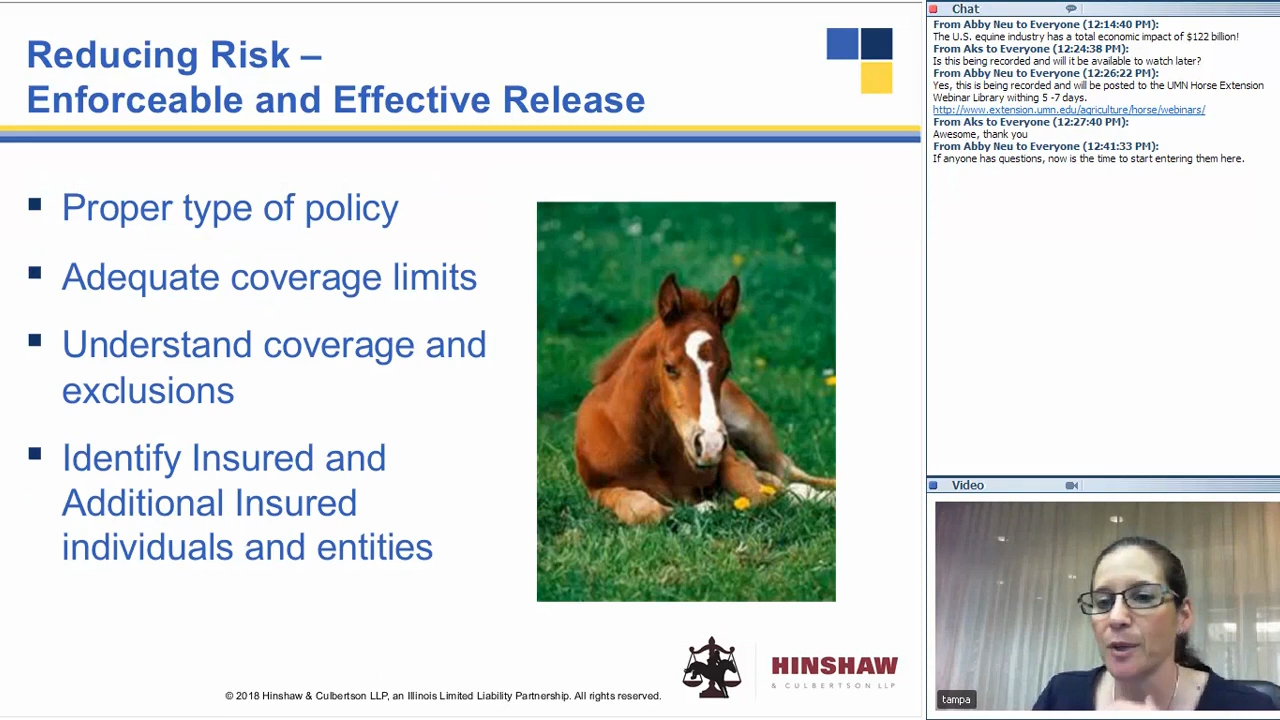 Reducing Risk –
Enforceable and Effective Release
Proper type of policy
Adequate coverage limits
Understand coverage and
exclusions
Identify Insured and
Additional Insured
individuals and entities
HINSHAW
& CULBERTSON LLP
© 2018 Hinshaw & Culbertson LLP, an Illinois Limited Liability Partnership. All rights reserved.
Chat
From Abby Neu to Everyone (12:14:40 PM):
The U.S. equine industry has a total economic impact of $122 billion!
From Aks to Everyone (12:24:38 PM):
Is this being recorded and will it be available to watch later?
From Abby Neu to Everyone (12:26:22 PM):
Yes, this is being recorded and will be posted to the UMN Horse Extension
Webinar Library withing 5 -7 days.
http://www.extension.umn.edu/agriculture/horse/webinars/
From Aks to Everyone (12:27:40 PM):
Awesome, thank you
From Abby Neu to Everyone (12:41:33 PM):
If anyone has questions, now is the time to start entering them here.
Video
tampa